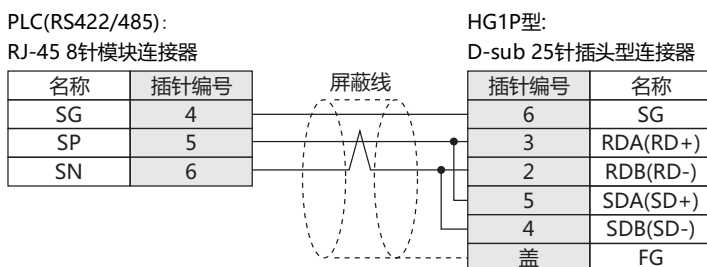 PLC(RS422/485):
RJ-45 8针模块连接器
名称 插针编号
SG 4
SP 5
SN 6
屏蔽线
HG1P型:
D-sub 25针插头型连接器
插针编号 名称
6 SG
3 RDA(RD+)
2 RDB(RD-)
5 SDA(SD+)
4 SDB(SD-)
盖 FG